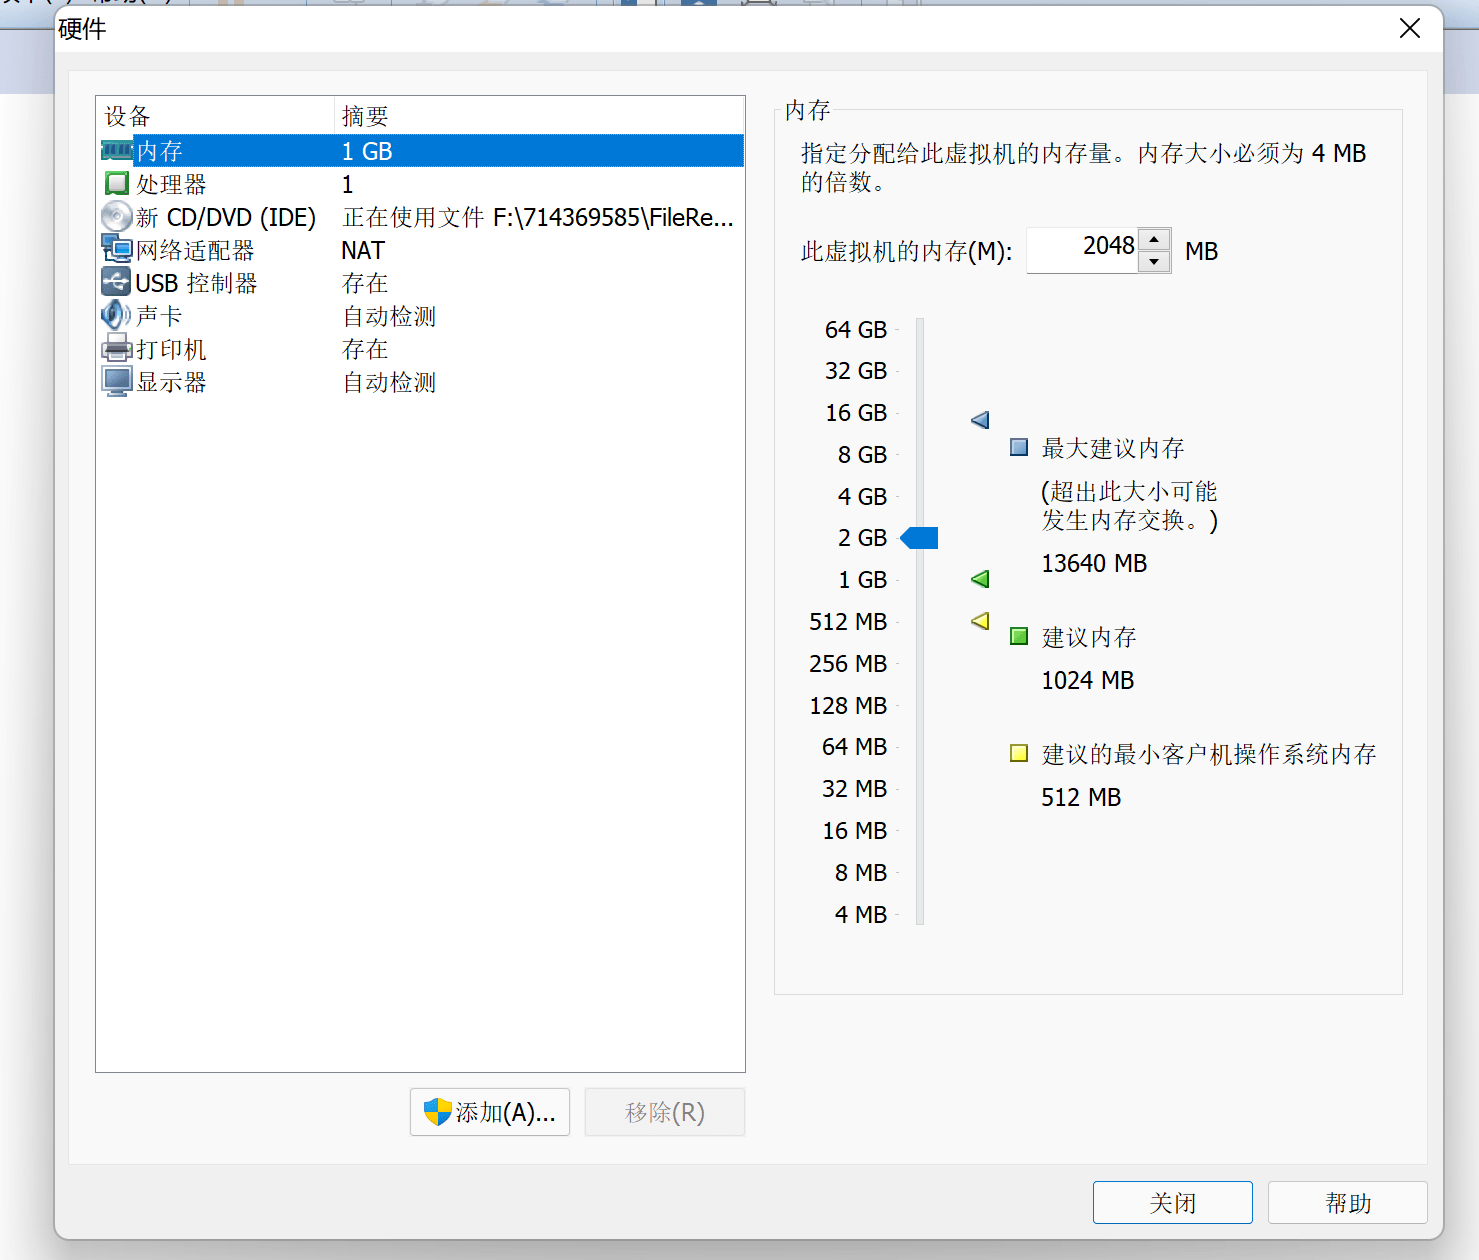 硬件
设备 摘要
内存 1 GB
处理器 1
新 CD/DVD (IDE) 正在使用文件 F:\714369585\FileRe...
网络适配器 NAT
USB 控制器 存在
声卡 自动检测
打印机 存在
显示器 自动检测
添加(A)...
移除(R)
内存
指定分配给此虚拟机的内存量。内存大小必须为 4 MB
的倍数。
此虚拟机的内存(M): 2048 MB
64 GB
32 GB
16 GB
8 GB
4 GB
2 GB
1 GB
512 MB
256 MB
128 MB
64 MB
32 MB
16 MB
8 MB
4 MB
最大建议内存
(超出此大小可能
发生内存交换。)
13640 MB
建议内存
1024 MB
建议的最小客户机操作系统内存
512 MB
关闭
帮助